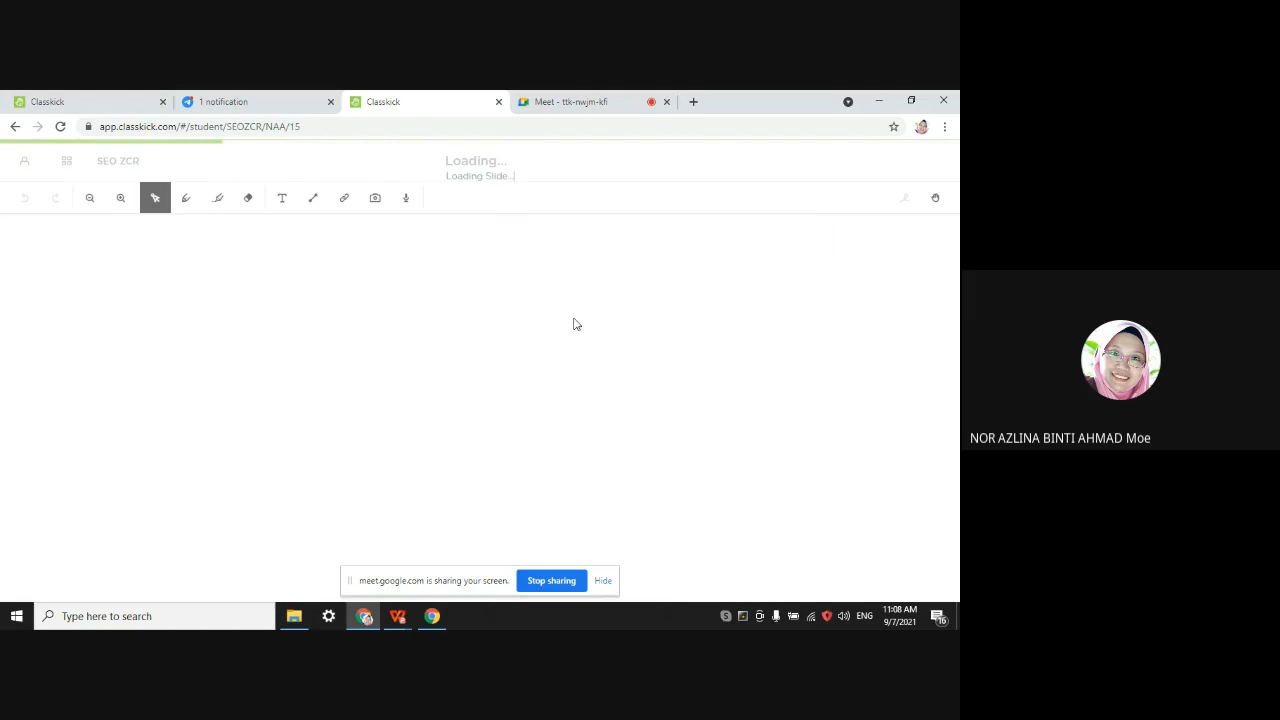 Classkick
1 notification
Classkick
Meet - ttk-nwjm-kfi
app.classkick.com/#/student/SEOZCR/NAA/15
SEO ZCR
Loading...
Loading Slide...
NOR AZLINA BINTI AHMAD Moe
meet.google.com is sharing your screen.
Stop sharing
Hide
Type here to search
ENG
11:08 AM
9/7/2021
16